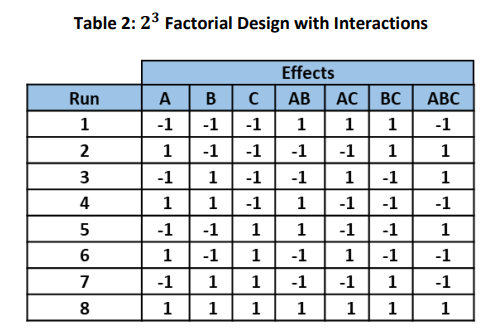 Table 2: 2³ Factorial Design with Interactions
Effects
Run A B C AB AC BC ABC
1 -1 -1 -1 1 1 1 -1
2 1 -1 -1 -1 -1 1 1
3 -1 1 -1 -1 1 -1 1
4 1 1 -1 1 -1 -1 -1
5 -1 -1 1 1 -1 -1 1
6 1 -1 1 -1 1 -1 -1
7 -1 1 1 -1 -1 1 -1
8 1 1 1 1 1 1 1